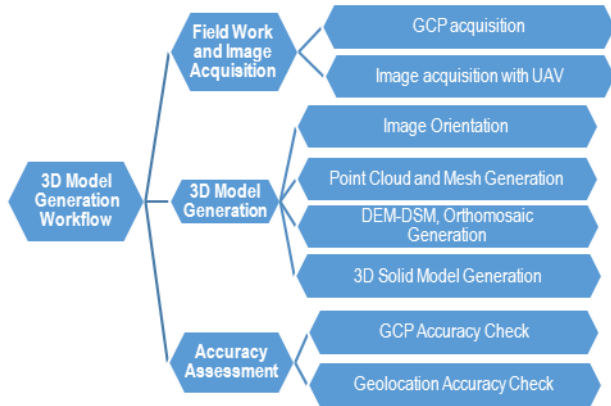 3D Model
Generation
Workflow
Field Work
and Image
Acquisition
GCP acquisition
Image acquisition with UAV
3D Model
Generation
Image Orientation
Point Cloud and Mesh Generation
DEM-DSM, Orthomosaic
Generation
3D Solid Model Generation
Accuracy
Assessment
GCP Accuracy Check
Geolocation Accuracy Check